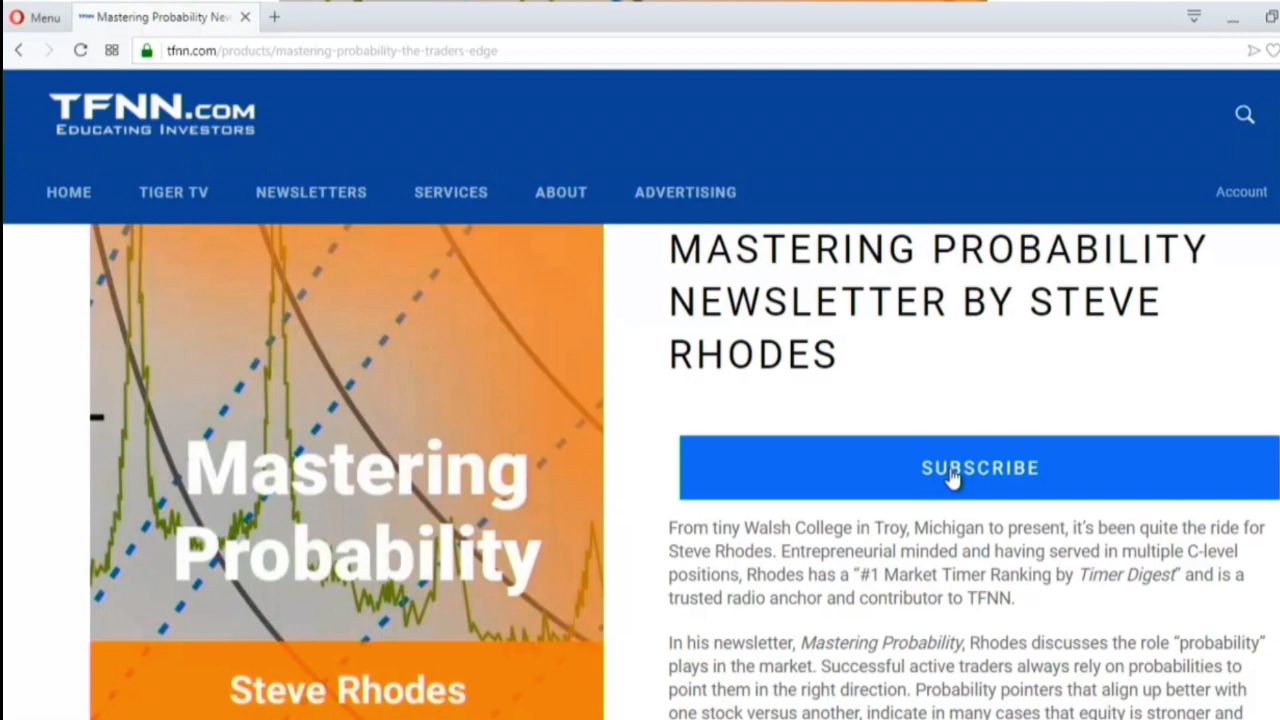 Menu
TFNN Mastering Probability New
tfnn.com/products/mastering-probability-the-traders-edge
TFNN.COM
EDUCATING INVESTORS
HOME TIGER TV NEWSLETTERS SERVICES ABOUT ADVERTISING Account
Mastering
Probability
Steve Rhodes
MASTERING PROBABILITY
NEWSLETTER BY STEVE
RHODES
SUBSCRIBE
From tiny Walsh College in Troy, Michigan to present, it's been quite the ride for
Steve Rhodes. Entrepreneurial minded and having served in multiple C-level
positions, Rhodes has a “#1 Market Timer Ranking by Timer Digest” and is a
trusted radio anchor and contributor to TFNN.
In his newsletter, Mastering Probability, Rhodes discusses the role “probability”
plays in the market. Successful active traders always rely on probabilities to
point them in the right direction. Probability pointers that align up better with
one stock versus another, indicate in many cases that equity is stronger and